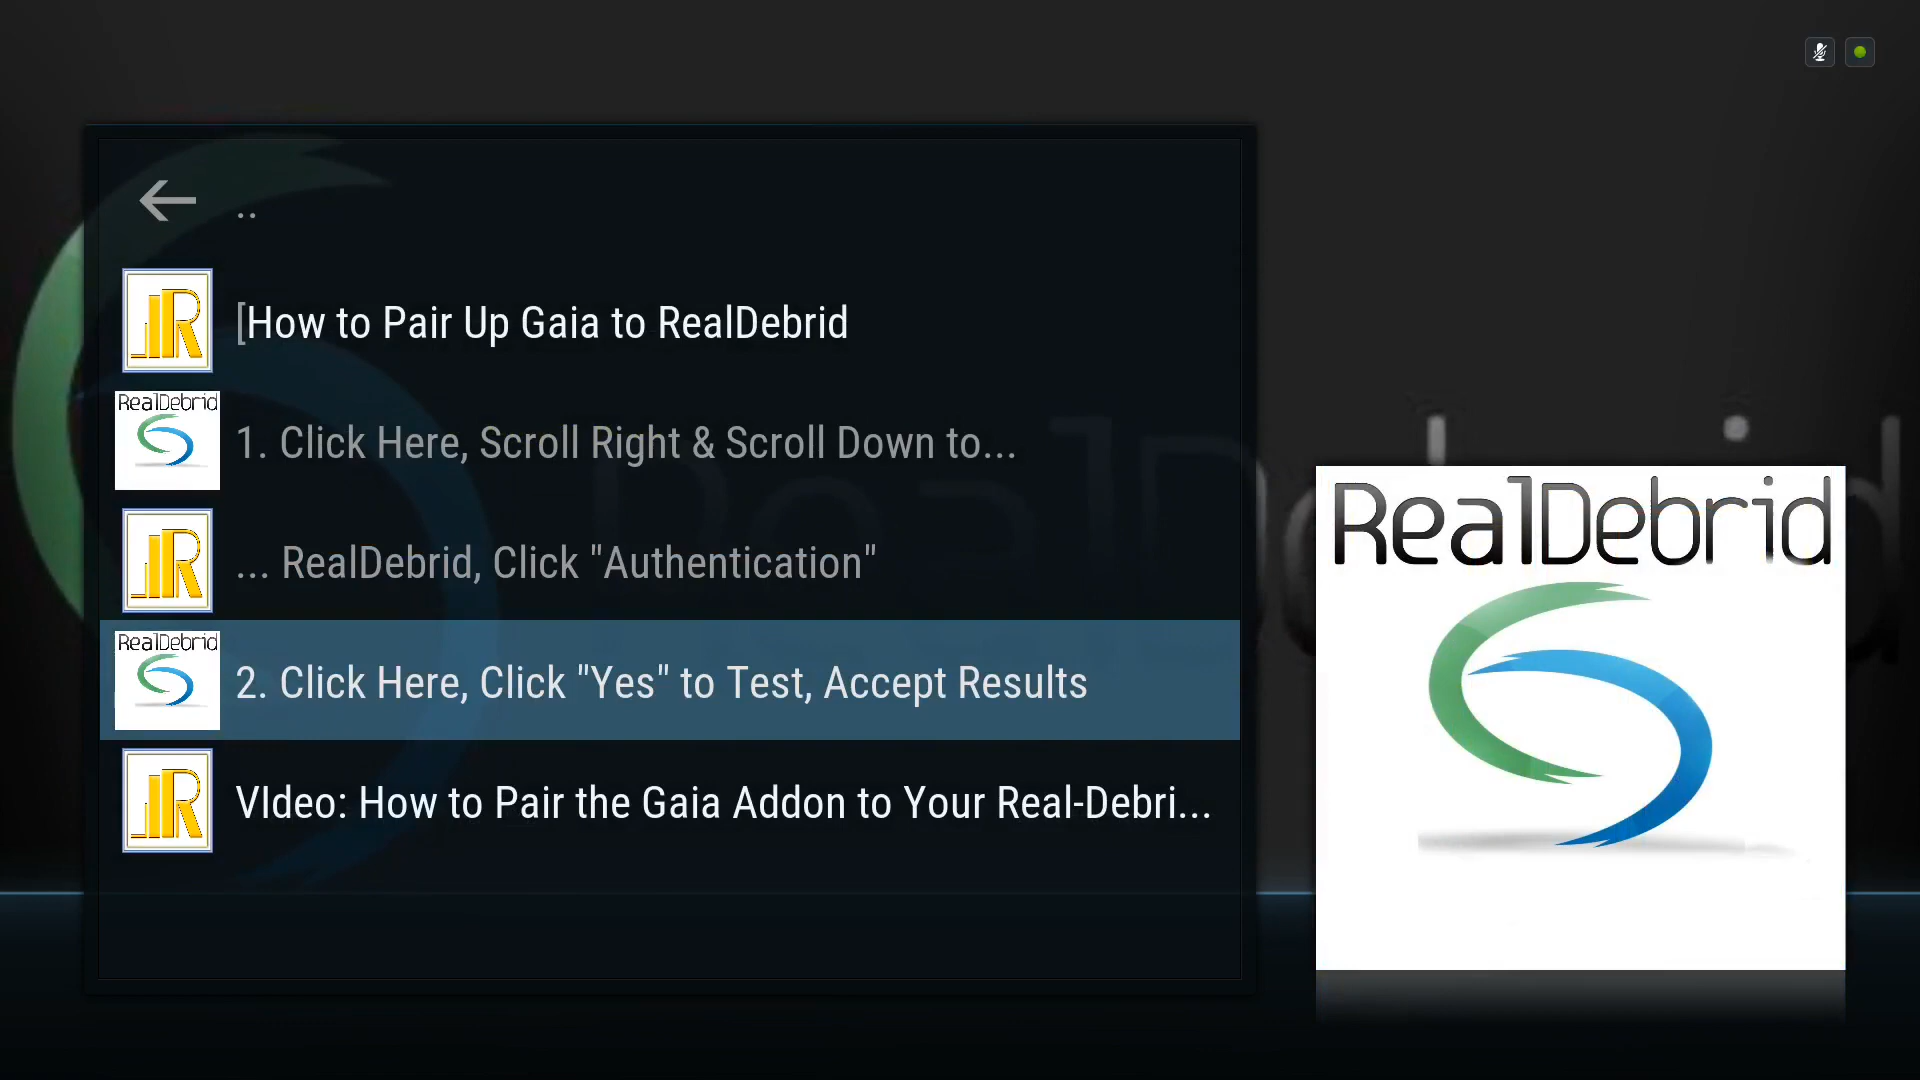 ..
[How to Pair Up Gaia to RealDebrid
RealDebrid
1. Click Here, Scroll Right & Scroll Down to...
... RealDebrid, Click "Authentication"
RealDebrid
2. Click Here, Click "Yes" to Test, Accept Results
VIdeo: How to Pair the Gaia Addon to Your Real-Debri...
RealDebrid
RealDebrid